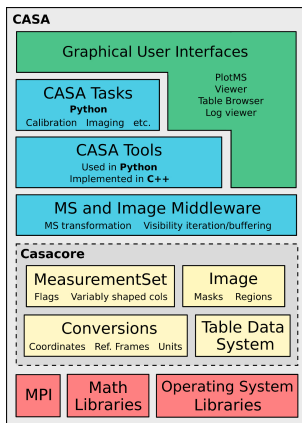 CASA
Graphical User Interfaces
PlotMS
Viewer
Table Browser
Log viewer
CASA Tasks
Python
Calibration Imaging etc.
CASA Tools
Used in Python
Implemented in C++
MS and Image Middleware
MS transformation Visibility iteration/buffering
Casacore
MeasurementSet
Flags Variably shaped cols
Image
Masks Regions
Conversions
Coordinates Ref. Frames Units
Table Data
System
MPI
Math
Libraries
Operating System
Libraries